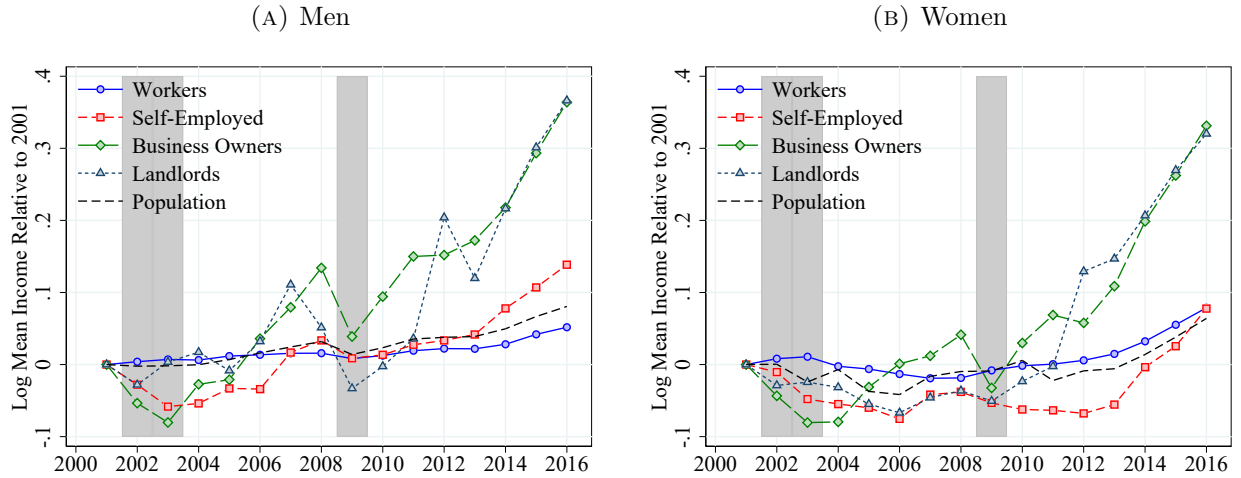 (A) Men
Log Mean Income Relative to 2001
.4
.3
.2
.1
0
-.1
Workers
Self-Employed
Business Owners
Landlords
Population
2000 2002 2004 2006 2008 2010 2012 2014 2016
(B) Women
Log Mean Income Relative to 2001
.4
.3
.2
.1
0
-.1
Workers
Self-Employed
Business Owners
Landlords
Population
2000 2002 2004 2006 2008 2010 2012 2014 2016